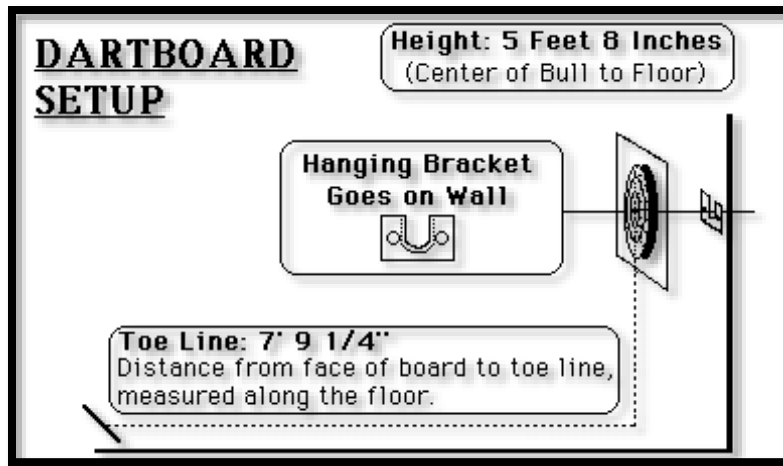 DARTBOARD
SETUP
Height: 5 Feet 8 Inches
(Center of Bull to Floor)
Hanging Bracket
Goes on Wall
Toe Line: 7' 9 1/4"
Distance from face of board to toe line,
measured along the floor.